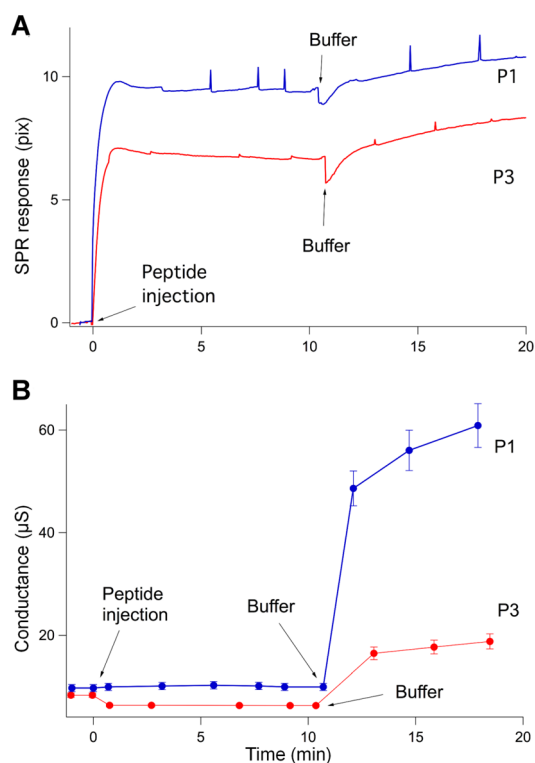 A
SPR response (pix)
10
5
0
Buffer
P1
P3
Buffer
Peptide
injection
0
5
10
15
20
B
Conductance (µS)
60
40
20
P1
Peptide
injection
Buffer
P3
Buffer
0
5
10
15
20
Time (min)